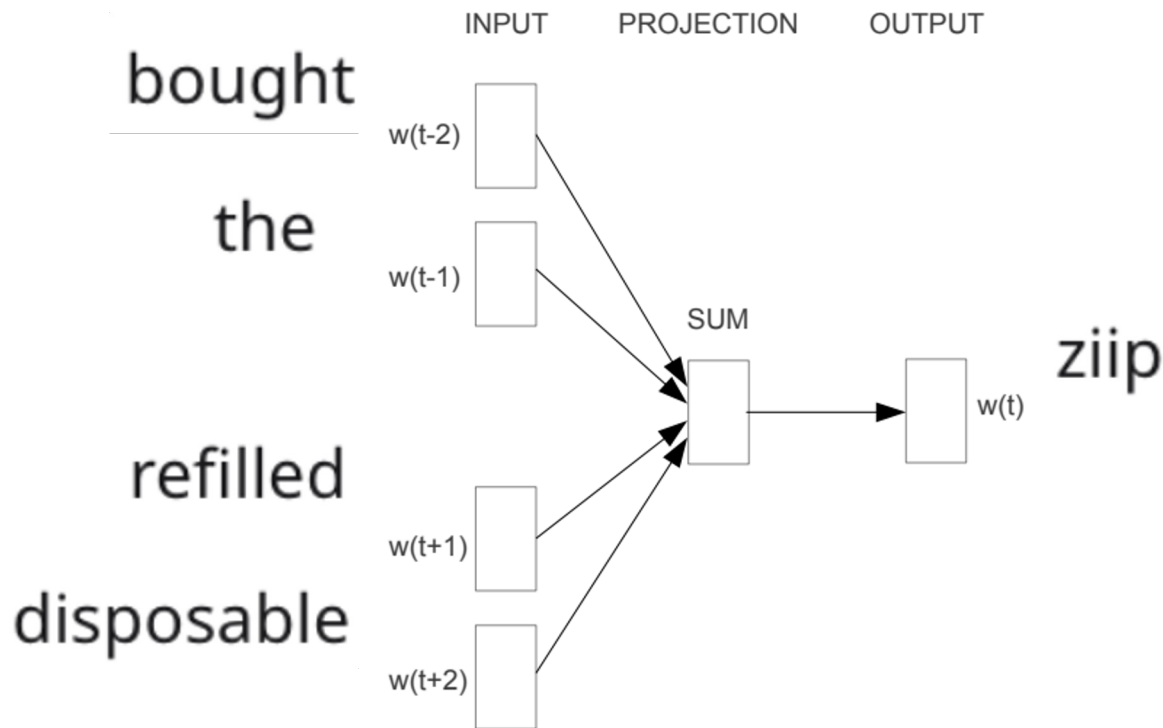 INPUT PROJECTION OUTPUT
bought
w(t-2)
the
w(t-1)
SUM
ziip
w(t)
refilled
w(t+1)
disposable
w(t+2)